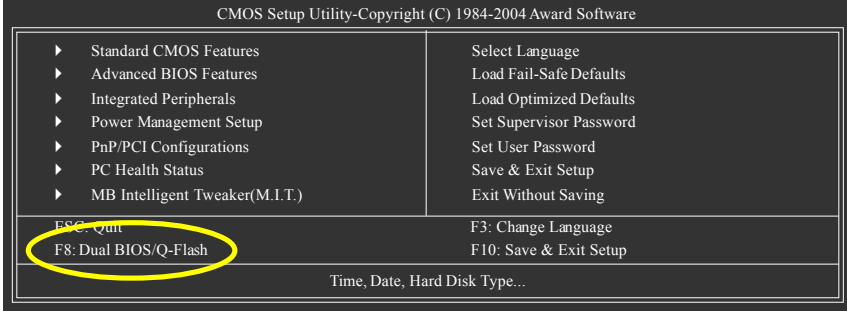 CMOS Setup Utility-Copyright (C) 1984-2004 Award Software
Standard CMOS Features
Advanced BIOS Features
Integrated Peripherals
Power Management Setup
PnP/PCI Configurations
PC Health Status
MB Intelligent Tweaker(M.I.T.)
Select Language
Load Fail-Safe Defaults
Load Optimized Defaults
Set Supervisor Password
Set User Password
Save & Exit Setup
Exit Without Saving
ESC: Quit
F3: Change Language
F8: Dual BIOS/Q-Flash
F10: Save & Exit Setup
Time, Date, Hard Disk Type...